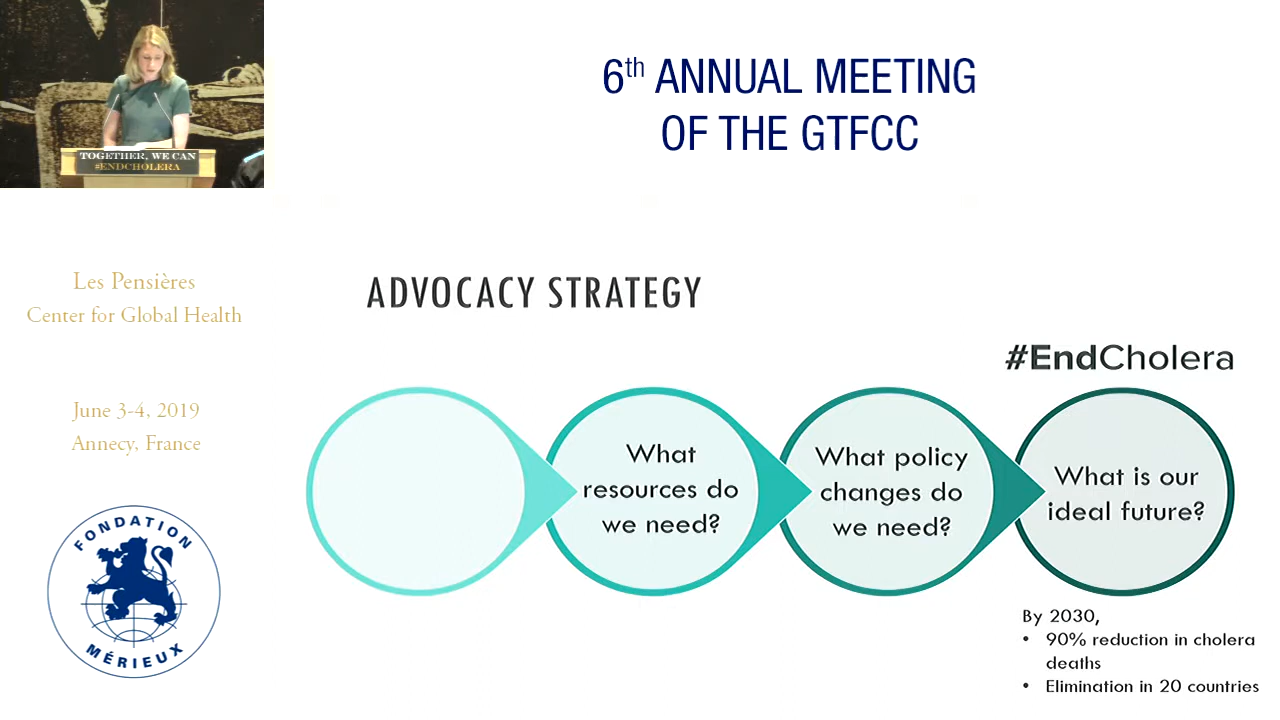 TOGETHER, WE CAN
#ENDCHOLERA
6th ANNUAL MEETING
OF THE GTFCC
Les Pensières
Center for Global Health
June 3-4, 2019
Annecy, France
FONDATION
MÉRIEUX
ADVOCACY STRATEGY
#EndCholera
What
resources do
we need?
What policy
changes do
we need?
What is our
ideal future?
By 2030,
• 90% reduction in cholera
deaths
• Elimination in 20 countries